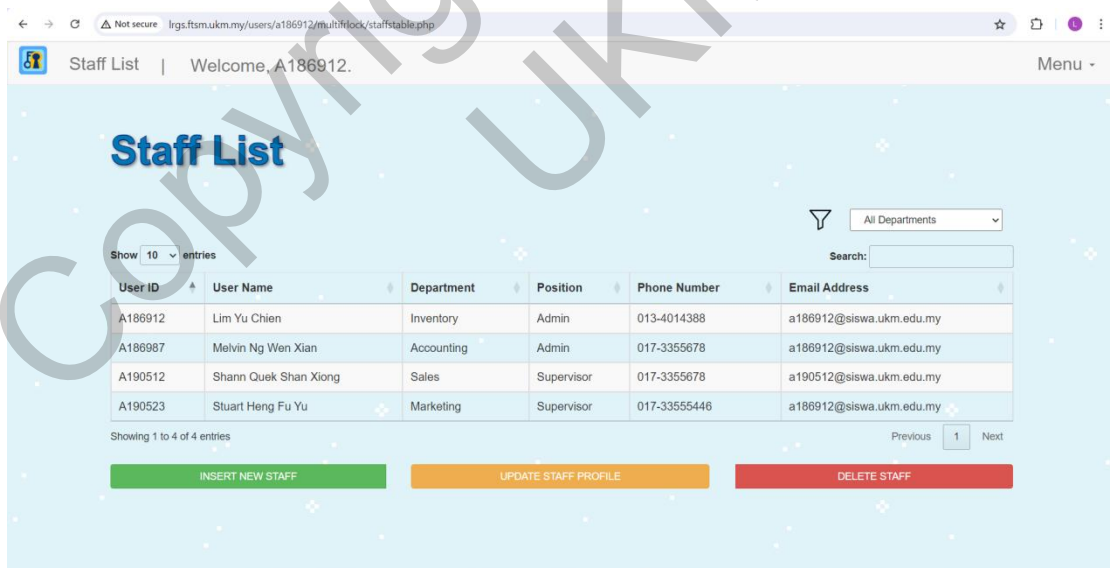 Not secure lrgs.ftsm.ukm.my/users/a186912/multifrlock/staffstable.php L
Staff List | Welcome, A186912. Menu
Staff List
All Departments
Show 10 entries Search:
User ID User Name Department Position Phone Number Email Address
A186912 Lim Yu Chien Inventory Admin 013-4014388 a186912@siswa.ukm.edu.my
A186987 Melvin Ng Wen Xian Accounting Admin 017-3355678 a186912@siswa.ukm.edu.my
A190512 Shann Quek Shan Xiong Sales Supervisor 017-3355678 a190512@siswa.ukm.edu.my
A190523 Stuart Heng Fu Yu Marketing Supervisor 017-33555446 a186912@siswa.ukm.edu.my
Showing 1 to 4 of 4 entries Previous 1 Next
INSERT NEW STAFF UPDATE STAFF PROFILE DELETE STAFF
Copyrig
UK